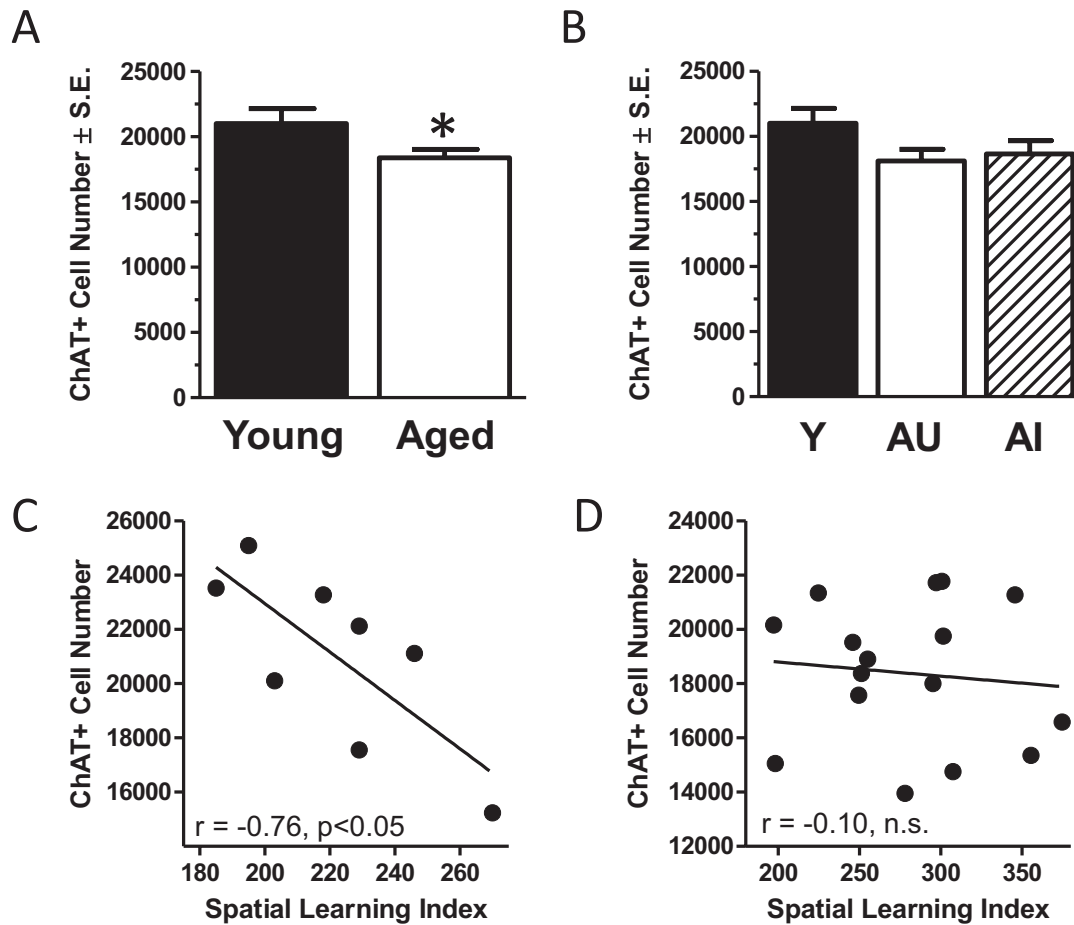 A
ChAT+ Cell Number ± S.E.
25000
20000
15000
10000
5000
0
*
Young Aged
B
ChAT+ Cell Number ± S.E.
25000
20000
15000
10000
5000
0
Y AU AI
C
ChAT+ Cell Number
26000
24000
22000
20000
18000
16000
r = -0.76, p<0.05
180 200 220 240 260
Spatial Learning Index
D
ChAT+ Cell Number
24000
22000
20000
18000
16000
14000
12000
r = -0.10, n.s.
200 250 300 350
Spatial Learning Index